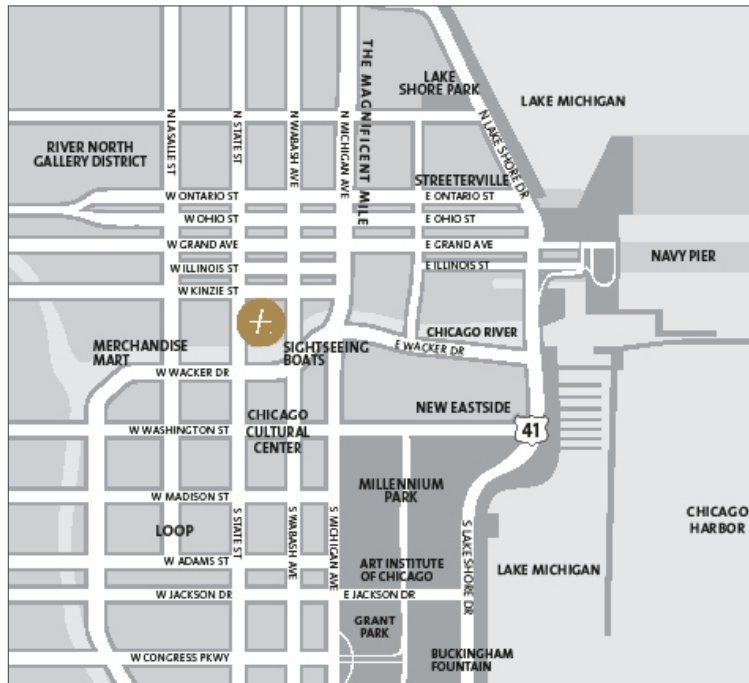 THE MAGNIFICENT MILE
LAKE
SHORE PARK
LAKE MICHIGAN
N LASALLE ST
N STATE ST
N WABASH AVE
N MICHIGAN AVE
N LAKE SHORE DR
RIVER NORTH
GALLERY DISTRICT
STREETERVILLE
W ONTARIO ST
E ONTARIO ST
W OHIO ST
E OHIO ST
W GRAND AVE
E GRAND AVE
NAVY PIER
W ILLINOIS ST
E ILLINOIS ST
W KINZIE ST
CHICAGO RIVER
MERCHANDISE
MART
SIGHTSEEING
BOATS
E WACKER DR
W WACKER DR
NEW EASTSIDE
CHICAGO
CULTURAL
CENTER
W WASHINGTON ST
41
MILLENNIUM
PARK
W MADISON ST
S STATE ST
S WABASH AVE
S MICHIGAN AVE
S LAKE SHORE DR
CHICAGO
HARBOR
LOOP
W ADAMS ST
ART INSTITUTE
OF CHICAGO
LAKE MICHIGAN
W JACKSON DR
E JACKSON DR
GRANT
PARK
W CONGRESS PKWY
BUCKINGHAM
FOUNTAIN